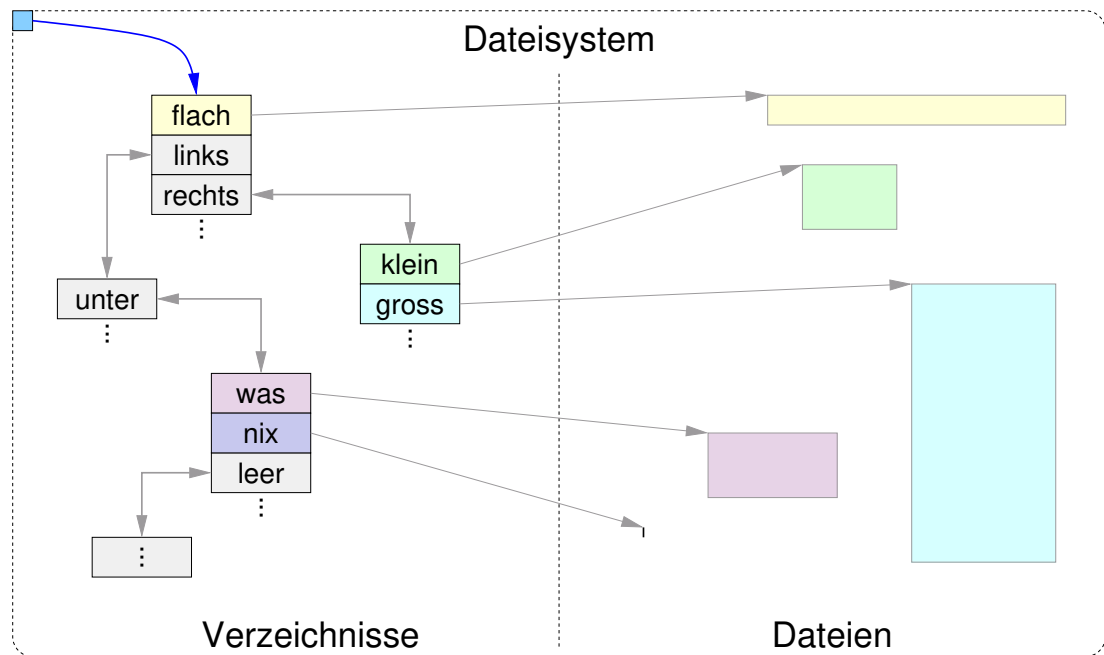 Dateisystem
flach
links
rechts
⋮
klein
gross
⋮
unter
⋮
was
nix
leer
⋮
⋮
Verzeichnisse
Dateien